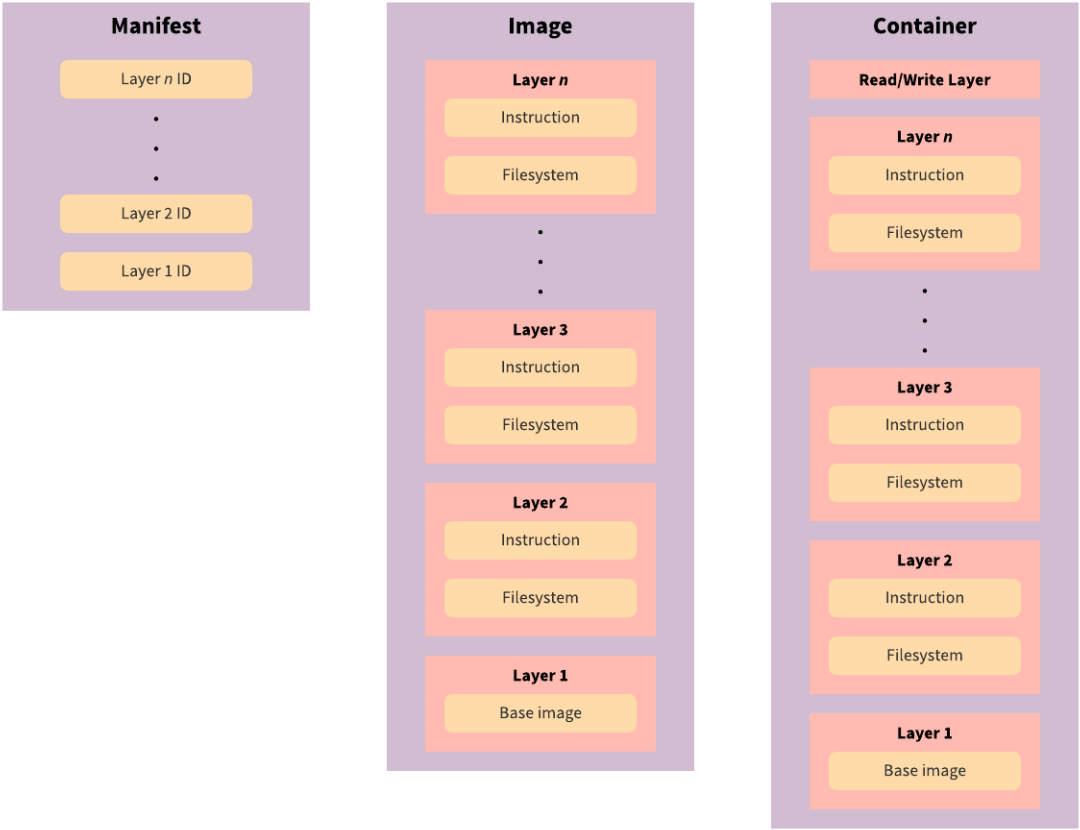 Manifest
Layer n ID
Layer 2 ID
Layer 1 ID
Image
Layer n
Instruction
Filesystem
Layer 3
Instruction
Filesystem
Layer 2
Instruction
Filesystem
Layer 1
Base image
Container
Read/Write Layer
Layer n
Instruction
Filesystem
Layer 3
Instruction
Filesystem
Layer 2
Instruction
Filesystem
Layer 1
Base image